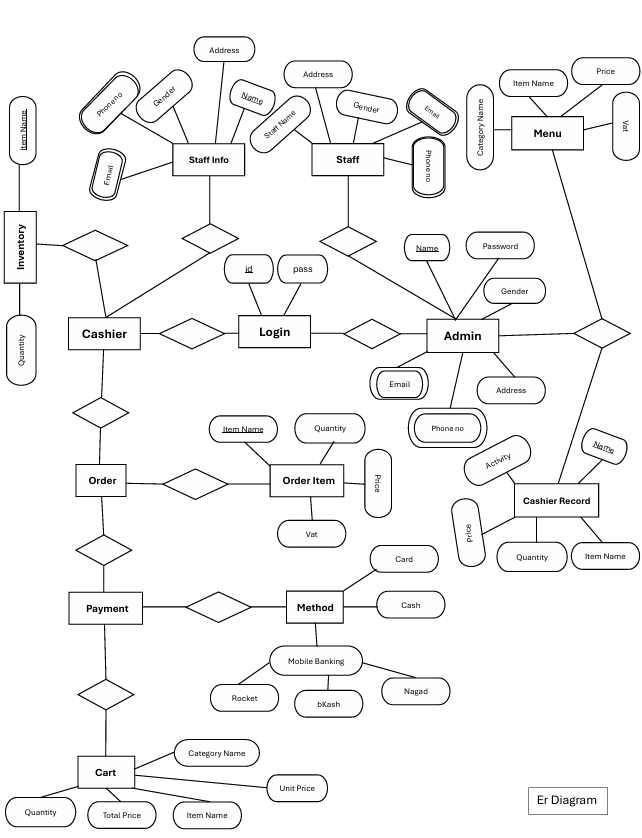 Address
Phone no
Gender
Name
Email
Staff Info
Address
Staff Name
Gender
Email
Phone no
Staff
Item Name
Price
Category Name
Vat
Menu
Item Name
Inventory
Quantity
id
pass
Name
Password
Gender
Cashier
Login
Admin
Email
Address
Phone no
Item Name
Quantity
Price
Order
Order Item
Vat
Activity
Name
Price
Cashier Record
Quantity
Item Name
Card
Payment
Method
Cash
Mobile Banking
Rocket
bKash
Nagad
Category Name
Cart
Unit Price
Quantity
Total Price
Item Name
Er Diagram